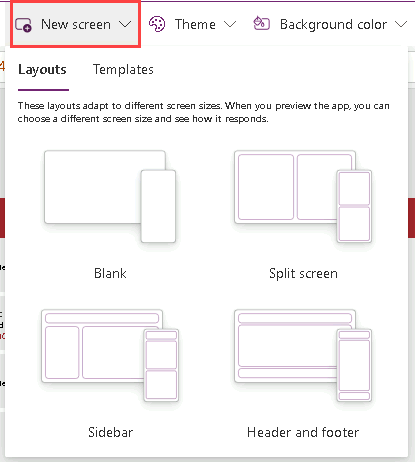 New screen Theme Background color
Layouts Templates
These layouts adapt to different screen sizes. When you preview the app, you can
choose a different screen size and see how it responds.
Blank Split screen
Sidebar Header and footer